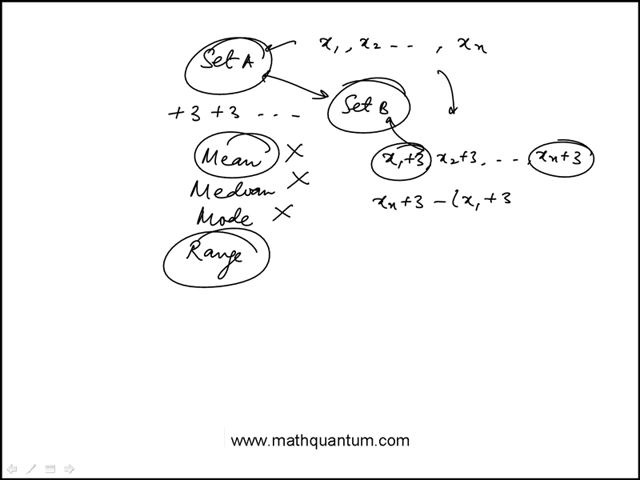 Set A x₁, x₂ - - , xₙ
+3 +3 - - - Set B
Mean X x₁+3, x₂+3, - - , xₙ+3
Median X xₙ+3 - (x₁+3
Mode X
Range
www.mathquantum.com